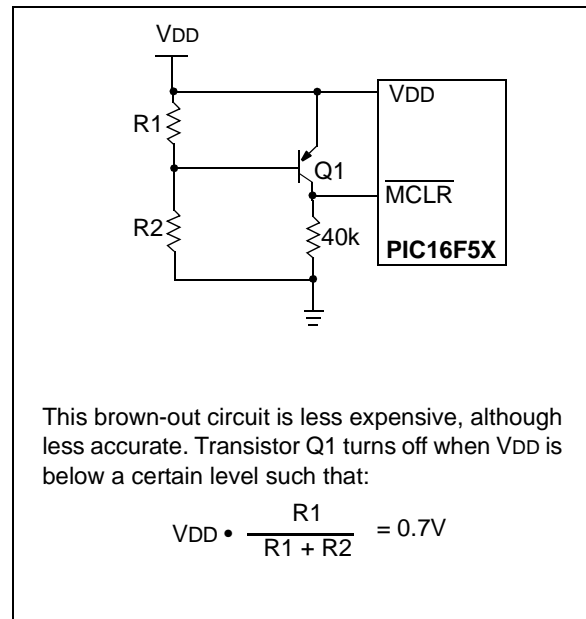 VDD
VDD
R1
Q1
MCLR
R2
40k
PIC16F5X
This brown-out circuit is less expensive, although
less accurate. Transistor Q1 turns off when VDD is
below a certain level such that:
VDD • R1 / R1 + R2 = 0.7V